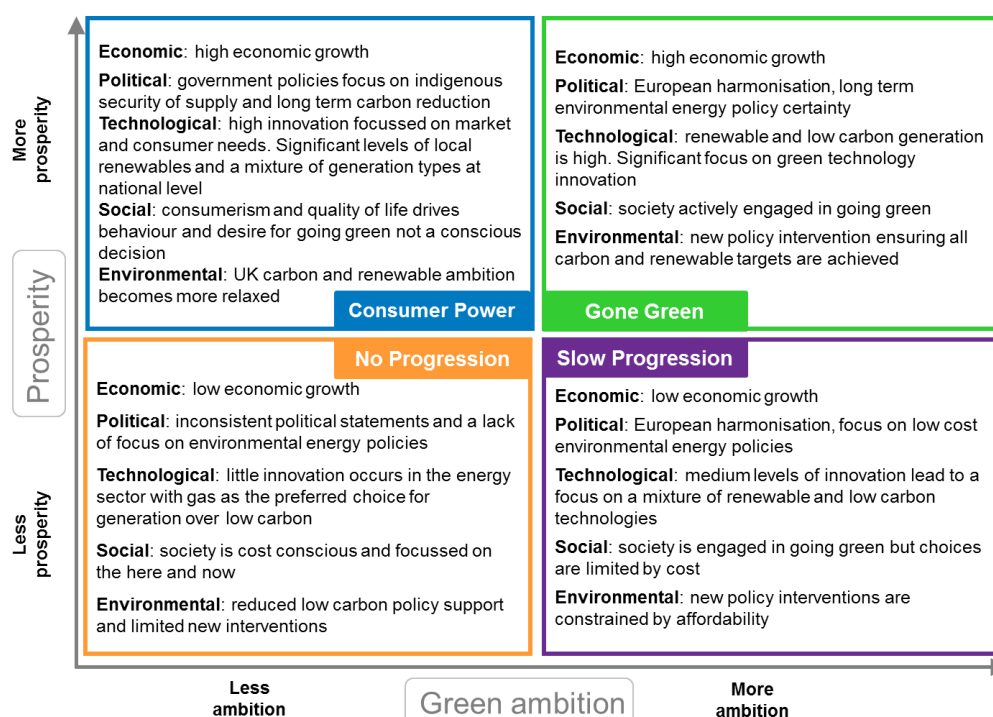 More
prosperity
Prosperity
Less
prosperity
Economic: high economic growth
Political: government policies focus on indigenous
security of supply and long term carbon reduction
Technological: high innovation focussed on market
and consumer needs. Significant levels of local
renewables and a mixture of generation types at
national level
Social: consumerism and quality of life drives
behaviour and desire for going green not a conscious
decision
Environmental: UK carbon and renewable ambition
becomes more relaxed
Consumer Power
Economic: high economic growth
Political: European harmonisation, long term
environmental energy policy certainty
Technological: renewable and low carbon generation
is high. Significant focus on green technology
innovation
Social: society actively engaged in going green
Environmental: new policy intervention ensuring all
carbon and renewable targets are achieved
Gone Green
No Progression
Economic: low economic growth
Political: inconsistent political statements and a lack
of focus on environmental energy policies
Technological: little innovation occurs in the energy
sector with gas as the preferred choice for
generation over low carbon
Social: society is cost conscious and focussed on
the here and now
Environmental: reduced low carbon policy support
and limited new interventions
Slow Progression
Economic: low economic growth
Political: European harmonisation, focus on low cost
environmental energy policies
Technological: medium levels of innovation lead to a
focus on a mixture of renewable and low carbon
technologies
Social: society is engaged in going green but choices
are limited by cost
Environmental: new policy interventions are
constrained by affordability
Less
ambition
Green ambition
More
ambition